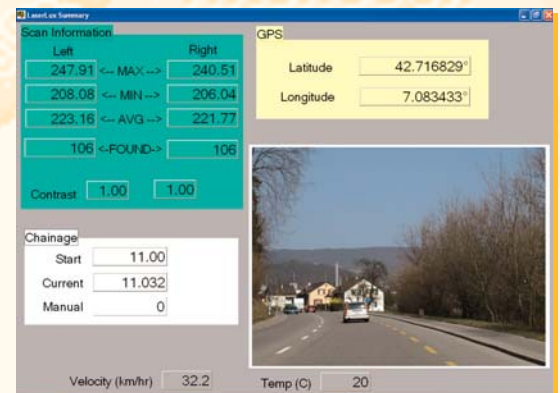 LaserLux Summary
Scan Information
Left Right
247.91 <-- MAX --> 240.51
208.08 <-- MIN --> 206.04
223.16 <-- AVG --> 221.77
106 <-FOUND-> 106
Contrast 1.00 1.00
GPS
Latitude 42.716829°
Longitude 7.083433°
Chainage
Start 11.00
Current 11.032
Manual 0
Velocity (km/hr) 32.2 Temp (C) 20